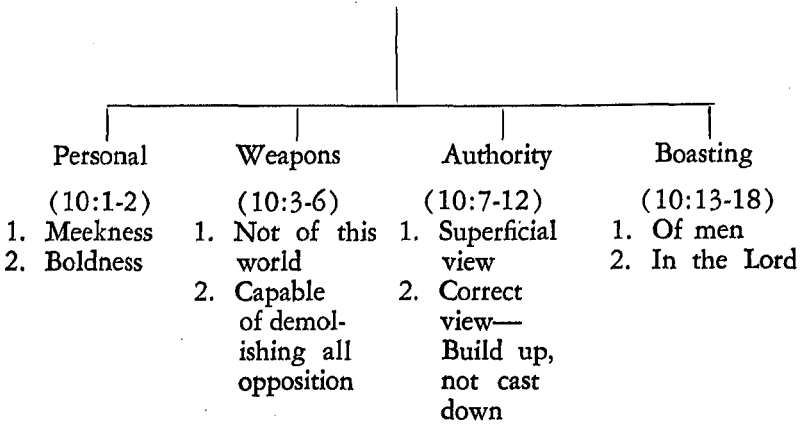 Personal
(10:1-2)
1. Meekness
2. Boldness
Weapons
(10:3-6)
1. Not of this
world
2. Capable
of demol-
ishing all
opposition
Authority
(10:7-12)
1. Superficial
view
2. Correct
view—
Build up,
not cast
down
Boasting
(10:13-18)
1. Of men
2. In the Lord